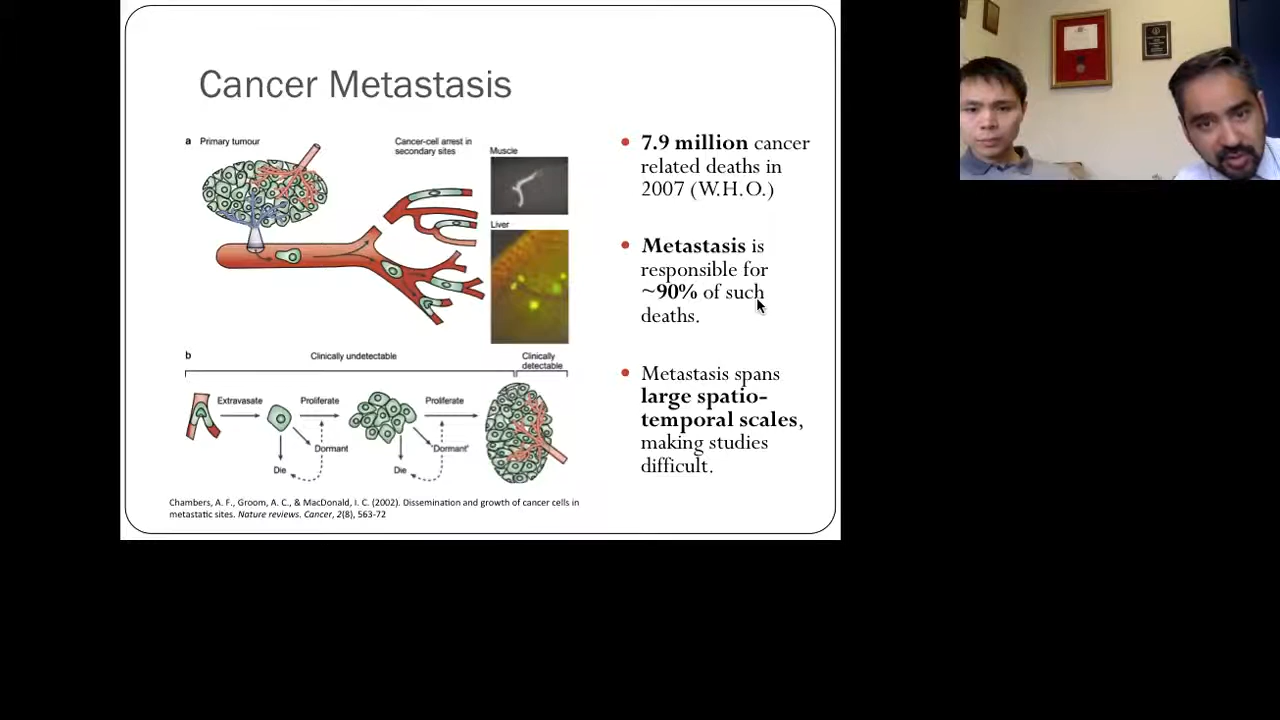 Cancer Metastasis
a Primary tumour
Cancer-cell arrest in
secondary sites
Muscle
Liver
b
Clinically undetectable
Clinically
detectable
Extravasate
Proliferate
Proliferate
Dormant
'Dormant'
Die
Die
Chambers, A. F., Groom, A. C., & MacDonald, I. C. (2002). Dissemination and growth of cancer cells in
metastatic sites. Nature reviews. Cancer, 2(8), 563-72
• 7.9 million cancer
related deaths in
2007 (W.H.O.)
• Metastasis is
responsible for
~90% of such
deaths.
• Metastasis spans
large spatio-
temporal scales,
making studies
difficult.